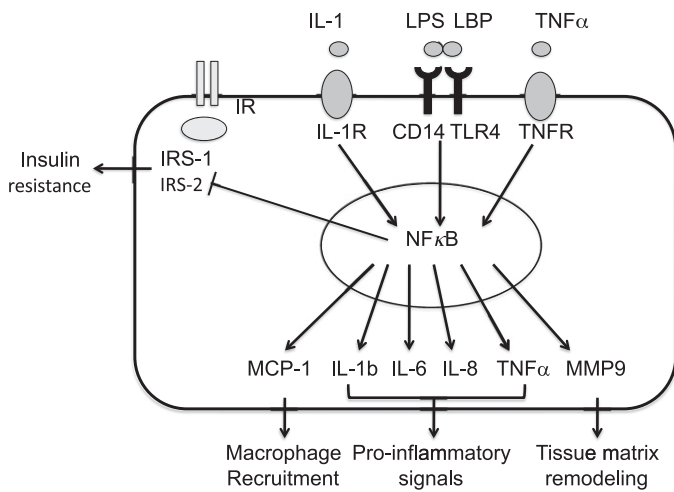 IL-1 LPS LBP TNFα
IR
IL-1R CD14 TLR4 TNFR
Insulin
resistance
IRS-1
IRS-2
NFκB
MCP-1 IL-1b IL-6 IL-8 TNFα MMP9
Macrophage
Recruitment
Pro-inflammatory
signals
Tissue matrix
remodeling